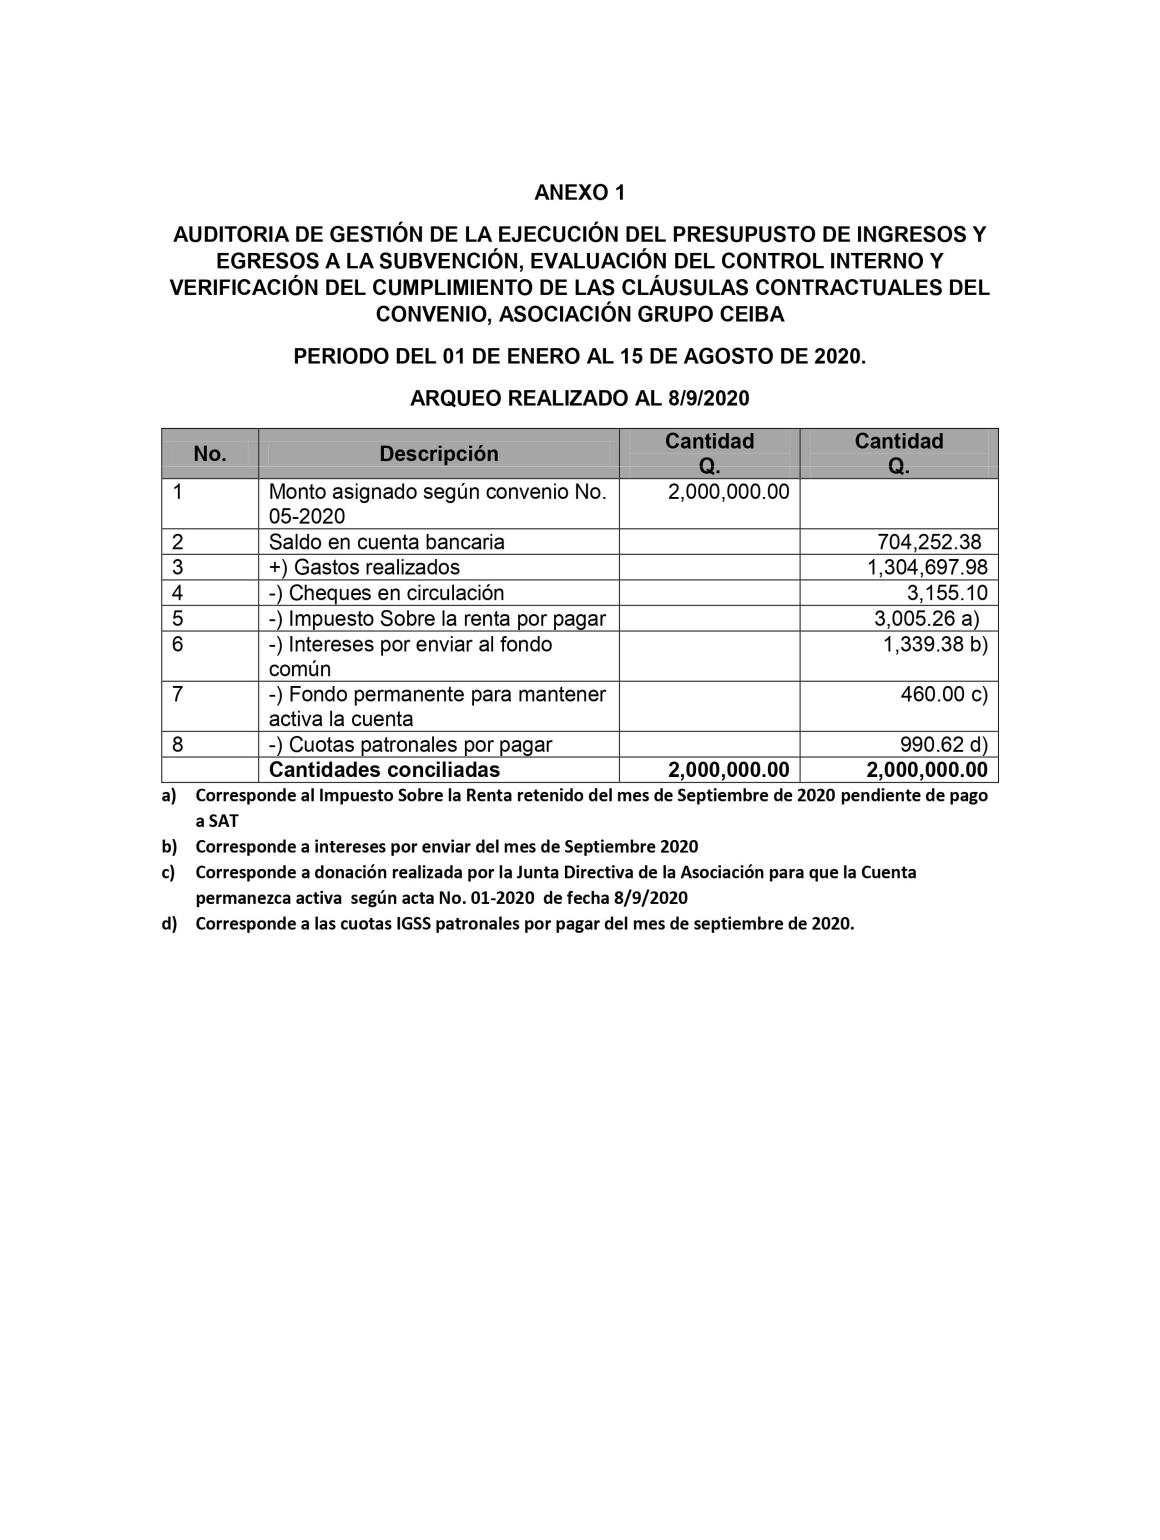 ANEXO 1
AUDITORIA DE GESTIÓN DE LA EJECUCIÓN DEL PRESUPUSTO DE INGRESOS Y
EGRESOS A LA SUBVENCIÓN, EVALUACIÓN DEL CONTROL INTERNO Y
VERIFICACIÓN DEL CUMPLIMIENTO DE LAS CLÁUSULAS CONTRACTUALES DEL
CONVENIO, ASOCIACIÓN GRUPO CEIBA
PERIODO DEL 01 DE ENERO AL 15 DE AGOSTO DE 2020.
ARQUEO REALIZADO AL 8/9/2020
No. Descripción Cantidad Q. Cantidad Q.
1 Monto asignado según convenio No. 2,000,000.00
05-2020
2 Saldo en cuenta bancaria 704,252.38
3 +) Gastos realizados 1,304,697.98
4 -) Cheques en circulación 3,155.10
5 -) Impuesto Sobre la renta por pagar 3,005.26 a)
6 -) Intereses por enviar al fondo 1,339.38 b)
común
7 -) Fondo permanente para mantener 460.00 c)
activa la cuenta
8 -) Cuotas patronales por pagar 990.62 d)
Cantidades conciliadas 2,000,000.00 2,000,000.00
a) Corresponde al Impuesto Sobre la Renta retenido del mes de Septiembre de 2020 pendiente de pago
a SAT
b) Corresponde a intereses por enviar del mes de Septiembre 2020
c) Corresponde a donación realizada por la Junta Directiva de la Asociación para que la Cuenta
permanezca activa según acta No. 01-2020 de fecha 8/9/2020
d) Corresponde a las cuotas IGSS patronales por pagar del mes de septiembre de 2020.